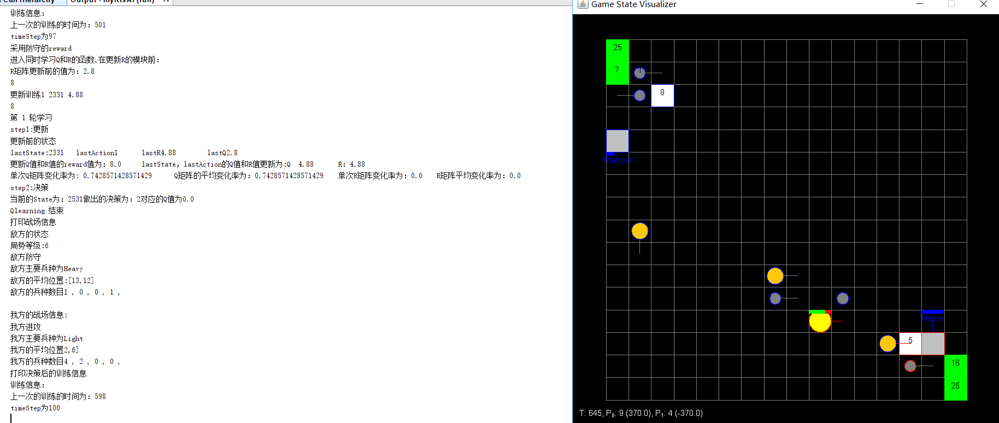 Call Hierarchy
Output - myRtsAI (run)
训练信息：
上一次的训练的时间为：501
timeStep为97
采用防守的reward
进入同时学习Q和R的函数,在更新R的模块前：
R矩阵更新前的值为：2.8
8
更新训练1 2331 4.88
8
第 1 轮学习
step1:更新
更新前的状态
lastState:2331 lastAction1 lastR4.88 lastQ2.8
更新Q值和R值的reward值为：8.0 lastState，lastAction的Q值和R值更新为:Q 4.88 R：4.88
单次Q矩阵变化率为：0.7428571428571429 Q矩阵的平均变化率为：0.7428571428571429 单次R矩阵变化率为：0.0 R矩阵平均变化率为：0.0
step2:决策
当前的State为：2531做出的决策为：2对应的Q值为0.0
Qlearning 结束
打印战场信息
敌方的状态
局势等级:6
敌方防守
敌方主要兵种为Heavy
敌方的平均位置:[13,12]
敌方的兵种数目1 , 0 , 0 , 1 ,
我方的战场信息:
我方进攻
我方主要兵种为Light
我方的平均位置2,6]
我方的兵种数目4 , 2 , 0 , 0 ,
打印决策后的训练信息
训练信息：
上一次的训练的时间为：598
timeStep为100
Game State Visualizer
25
7
8
Ranged
Heavy
5
16
25
T: 645, P₀: 9 (370.0), P₁: 4 (-370.0)